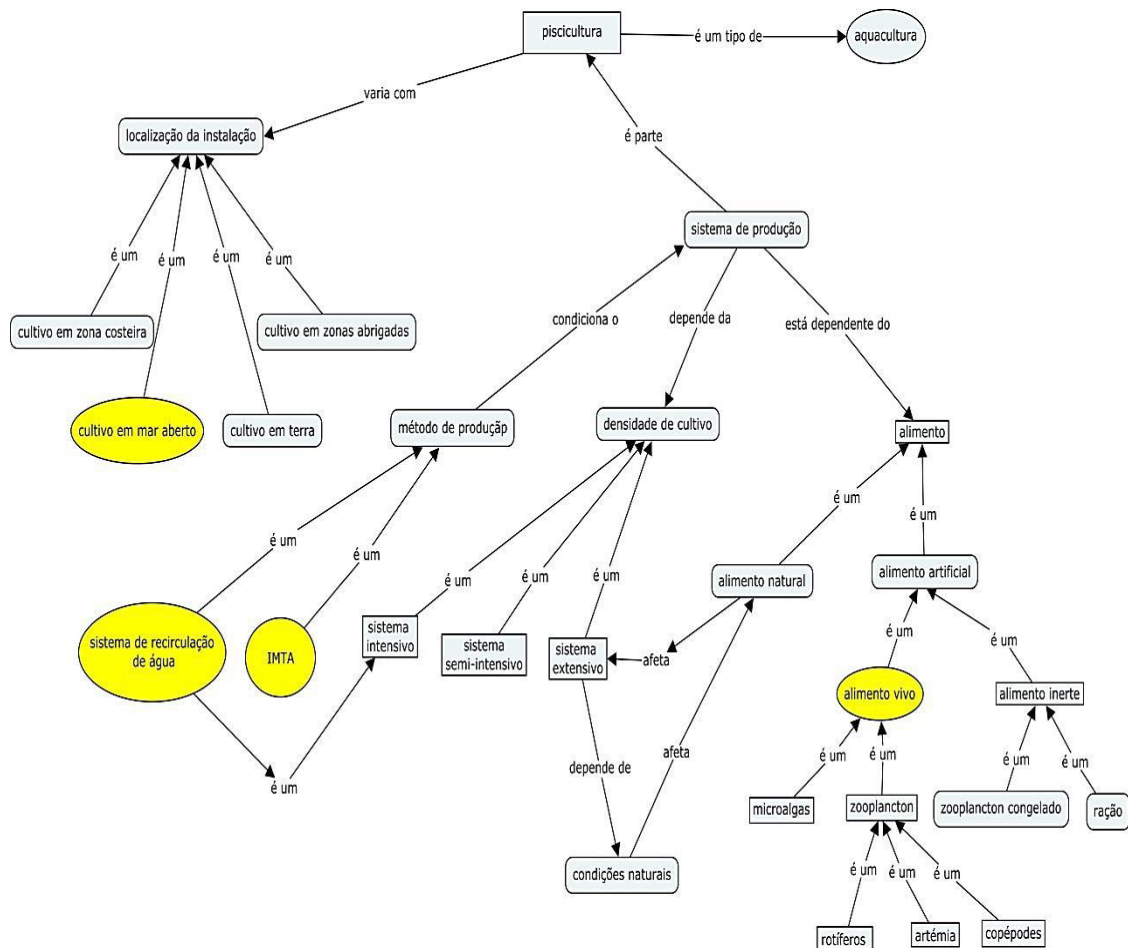 piscicultura
é um tipo de
aquacultura
varia com
localização da instalação
é parte
sistema de produção
é um
é um
é um
é um
cultivo em zona costeira
cultivo em zonas abrigadas
condiciona o
depende da
está dependente do
cultivo em mar aberto
cultivo em terra
método de produçãp
densidade de cultivo
alimento
é um
é um
é um
é um
é um
é um
é um
sistema de recirculação
de água
IMTA
sistema
intensivo
sistema
semi-intensivo
sistema
extensivo
afeta
alimento natural
alimento artificial
é um
é um
alimento vivo
alimento inerte
é um
depende de
afeta
é um
é um
é um
é um
microalgas
zooplancton
zooplancton congelado
ração
condições naturais
é um
é um
é um
rotíferos
artémia
copépodes